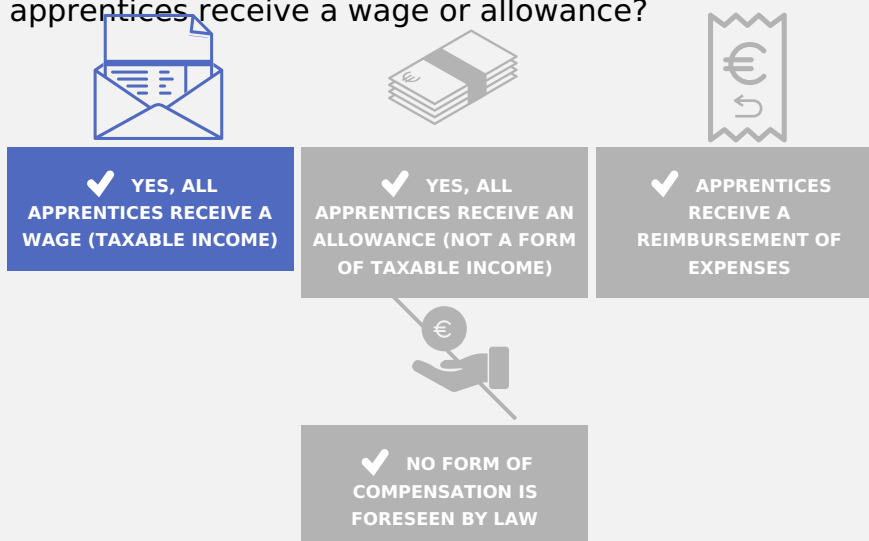 apprentices receive a wage or allowance?
€
€
YES, ALL
APPRENTICES RECEIVE A
WAGE (TAXABLE INCOME)
YES, ALL
APPRENTICES RECEIVE AN
ALLOWANCE (NOT A FORM
OF TAXABLE INCOME)
APPRENTICES
RECEIVE A
REIMBURSEMENT OF
EXPENSES
€
NO FORM OF
COMPENSATION IS
FORESEEN BY LAW